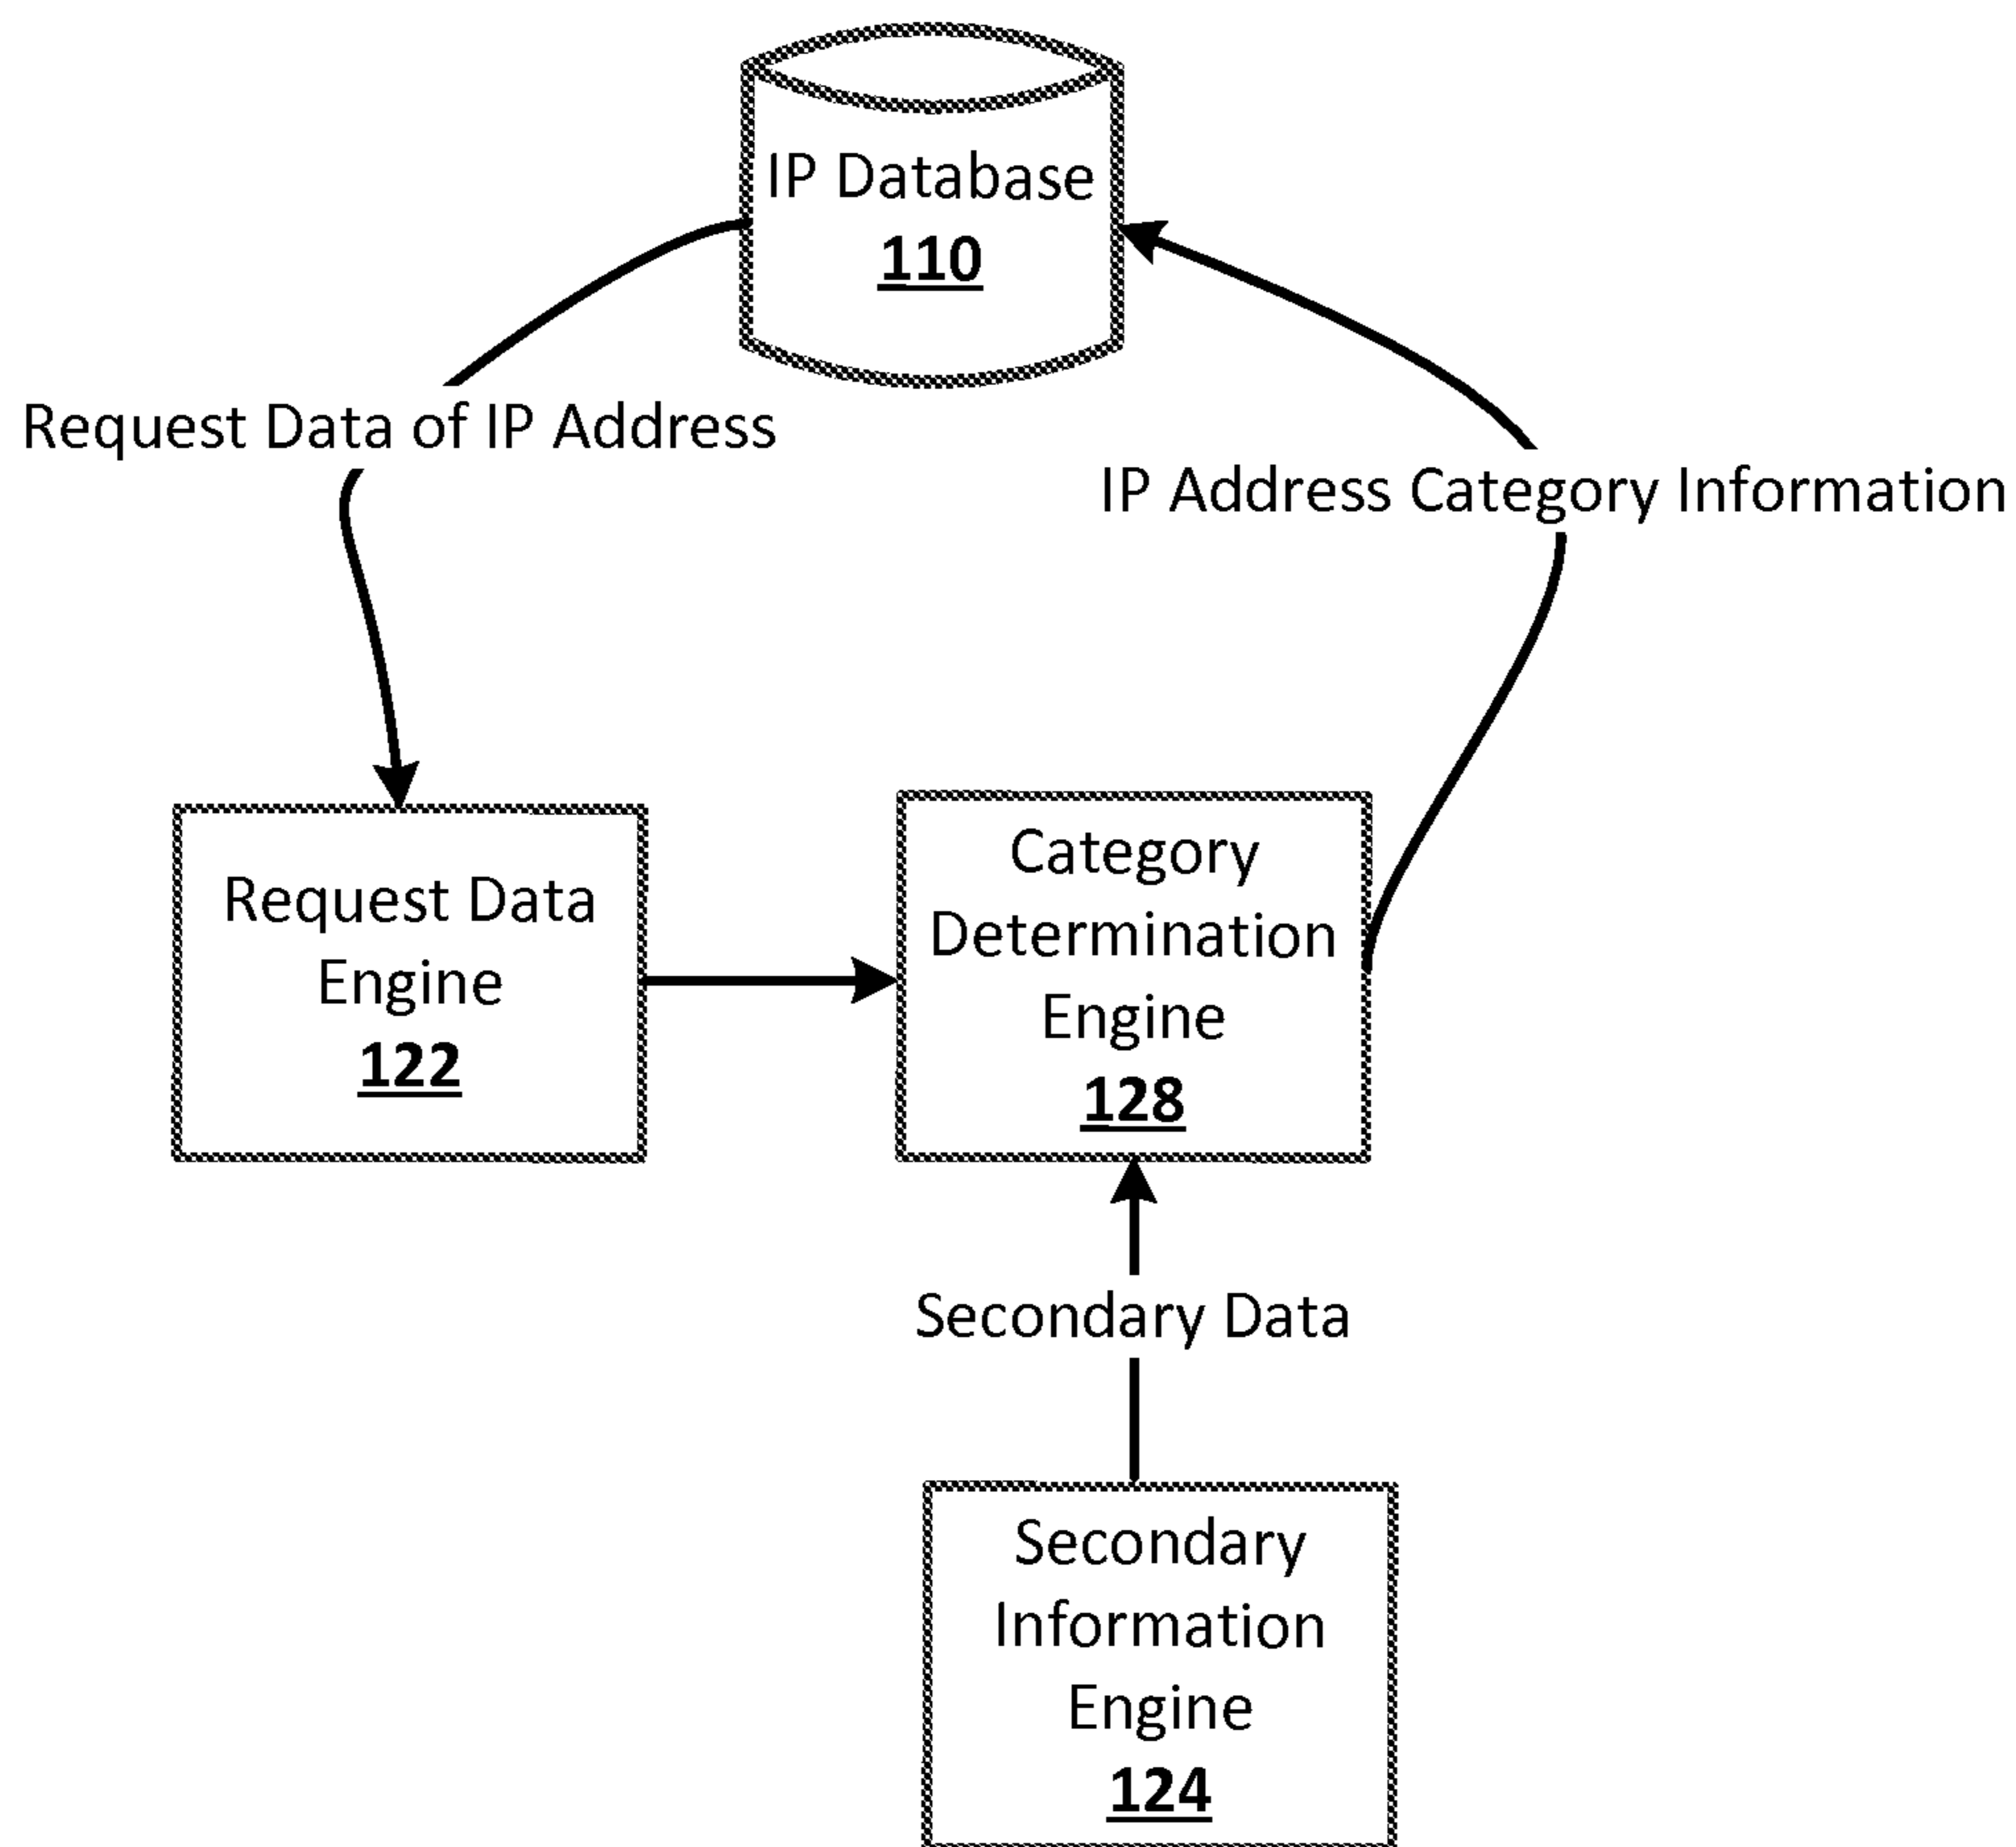 IP Database
110
Request Data of IP Address
IP Address Category Information
Request Data
Engine
122
Category
Determination
Engine
128
Secondary Data
Secondary
Information
Engine
124